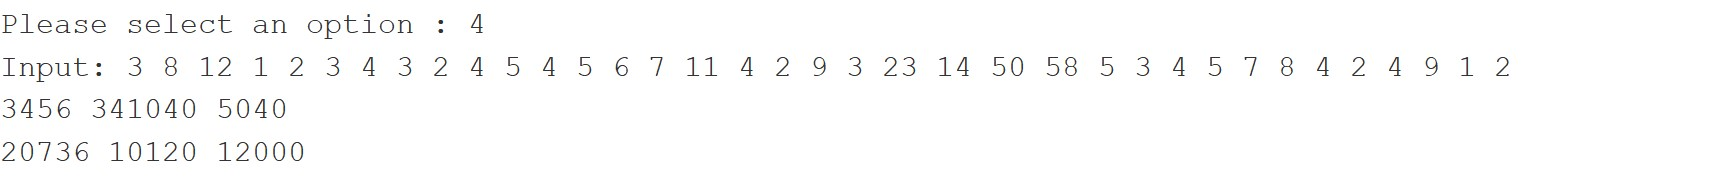 Please select an option : 4
Input: 3 8 12 1 2 3 4 3 2 4 5 4 5 6 7 11 4 2 9 3 23 14 50 58 5 3 4 5 7 8 4 2 4 9 1 2
3456 341040 5040
20736 10120 12000